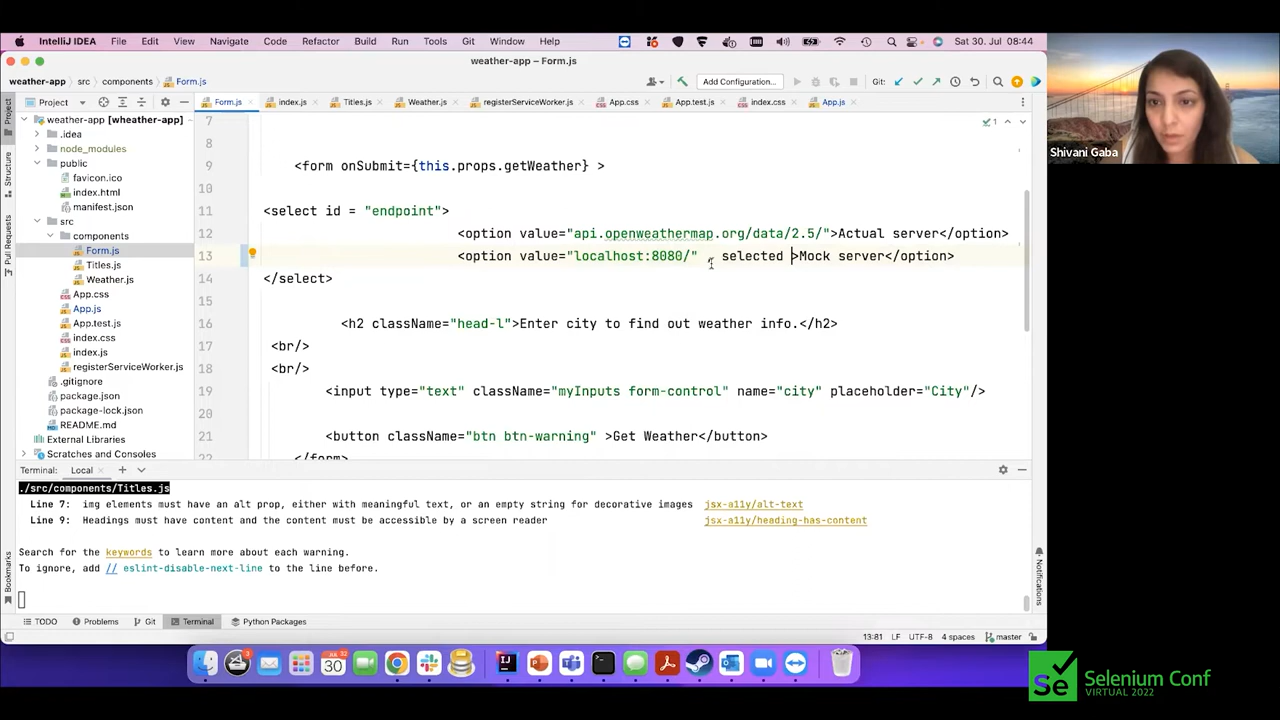 IntelliJ IDEA File Edit View Navigate Code Refactor Build Run Tools Git Window Help Sat 30. Jul 08:44
weather-app – Form.js
weather-app src components Form.js Add Configuration... Git:
Project Form.js index.js Titles.js Weather.js registerServiceWorker.js App.css App.test.js index.css App.js
Shivani Gaba
Project
Structure
Pull Requests
Bookmarks
Notifications
weather-app [wheather-app]
.idea
node_modules
public
favicon.ico
index.html
manifest.json
src
components
Form.js
Titles.js
Weather.js
App.css
App.js
App.test.js
index.css
index.js
registerServiceWorker.js
.gitignore
package.json
package-lock.json
README.md
External Libraries
Scratches and Consoles
1
7
8
9 <form onSubmit={this.props.getWeather} >
10
11 <select id = "endpoint">
12 <option value="api.openweathermap.org/data/2.5/">Actual server</option>
13 <option value="localhost:8080/" selected >Mock server</option>
14 </select>
15
16 <h2 className="head-l">Enter city to find out weather info.</h2>
17 <br/>
18 <br/>
19 <input type="text" className="myInputs form-control" name="city" placeholder="City"/>
20
21 <button className="btn btn-warning" >Get Weather</button>
22 </form>
Terminal: Local
./src/components/Titles.js
Line 7: img elements must have an alt prop, either with meaningful text, or an empty string for decorative images jsx-a11y/alt-text
Line 9: Headings must have content and the content must be accessible by a screen reader jsx-a11y/heading-has-content
Search for the keywords to learn more about each warning.
To ignore, add // eslint-disable-next-line to the line before.
TODO Problems Git Terminal Python Packages
13:81 LF UTF-8 4 spaces master
JUL
30
Se Selenium Conf
VIRTUAL 2022